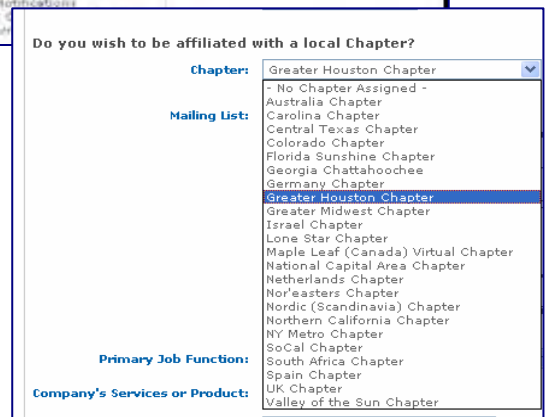 Notifications
Do you wish to be affiliated with a local Chapter?
Chapter: Greater Houston Chapter
- No Chapter Assigned -
Australia Chapter
Mailing List: Carolina Chapter
Central Texas Chapter
Colorado Chapter
Florida Sunshine Chapter
Georgia Chattahoochee
Germany Chapter
Greater Houston Chapter
Greater Midwest Chapter
Israel Chapter
Lone Star Chapter
Maple Leaf (Canada) Virtual Chapter
National Capital Area Chapter
Netherlands Chapter
Nor'easters Chapter
Nordic (Scandinavia) Chapter
Northern California Chapter
NY Metro Chapter
SoCal Chapter
Primary Job Function: South Africa Chapter
Spain Chapter
Company's Services or Product: UK Chapter
Valley of the Sun Chapter